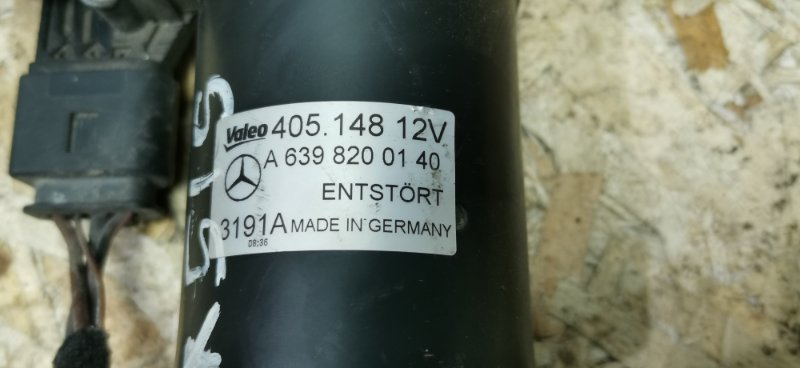 Valeo 405.148 12V
A 639 820 01 40
ENTSTÖRT
3191A MADE IN GERMANY
08:36